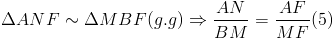 ΔANF ∼ ΔMBF(g.g) ⇒ AN/BM = AF/MF (5)